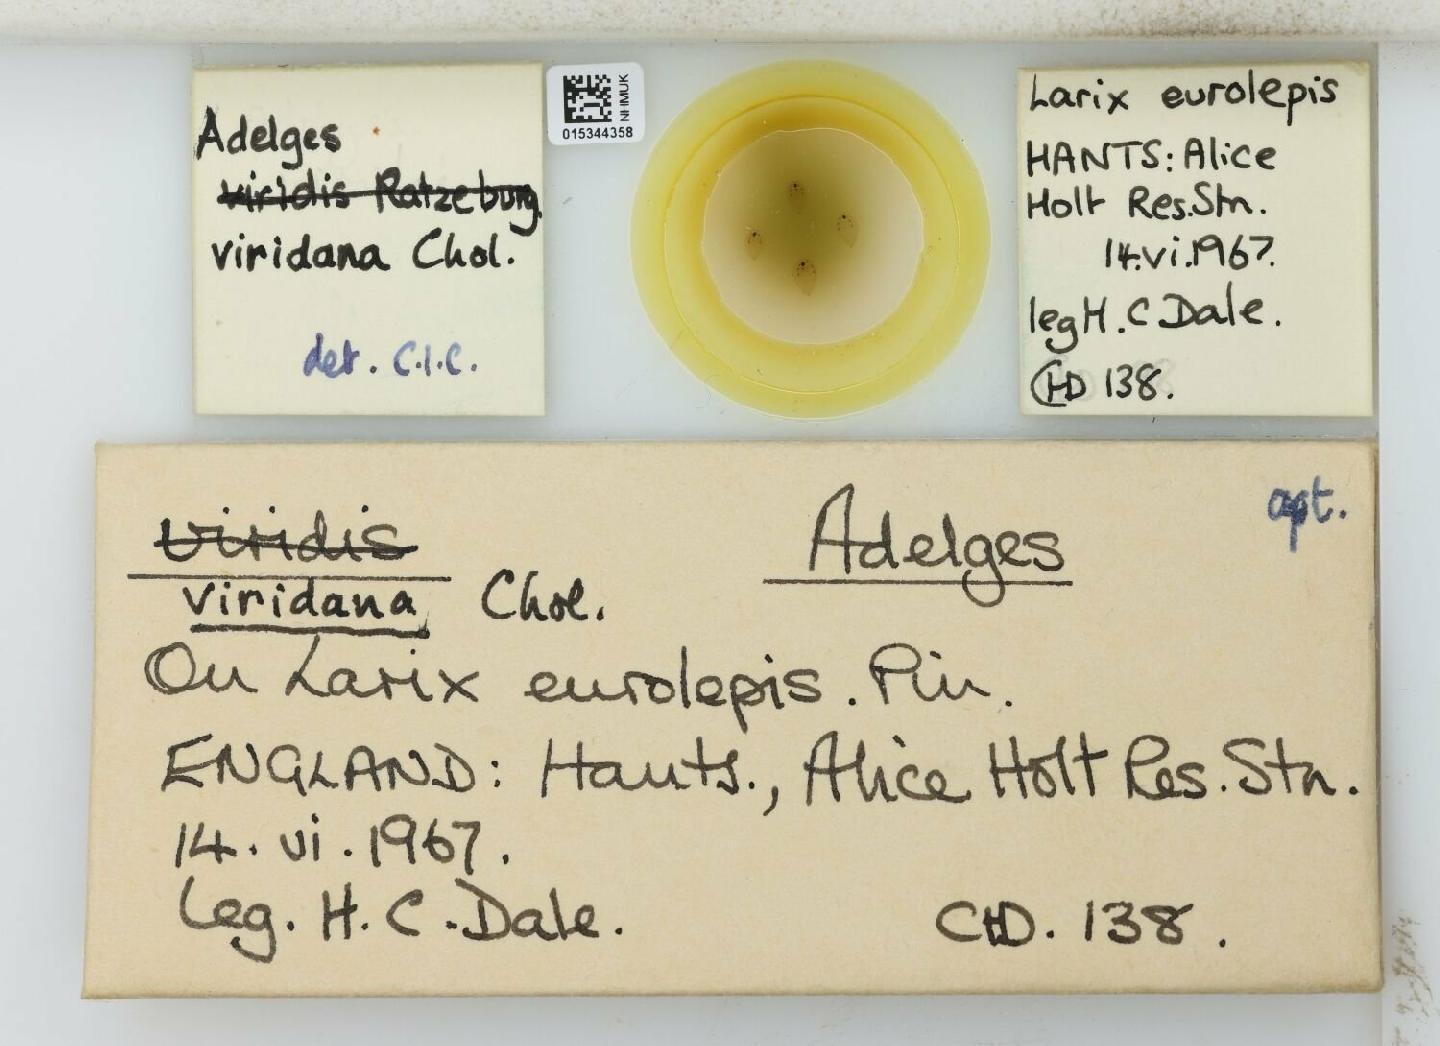 Adelges
viridis Ratzeburg.
viridana Chol.
det. C.I.C.
NHMUK
015344358
Larix eurolepis
HANTS: Alice
Holt Res.Stn.
14.vi.1967.
leg H.C Dale.
CHD 138.
apt.
viridis
Adelges
viridana Chol.
On Larix eurolepis. Pin.
ENGLAND: Hants., Alice Holt Res. Stn.
14. vi. 1967.
Leg. H. C. Dale.
CHD. 138.